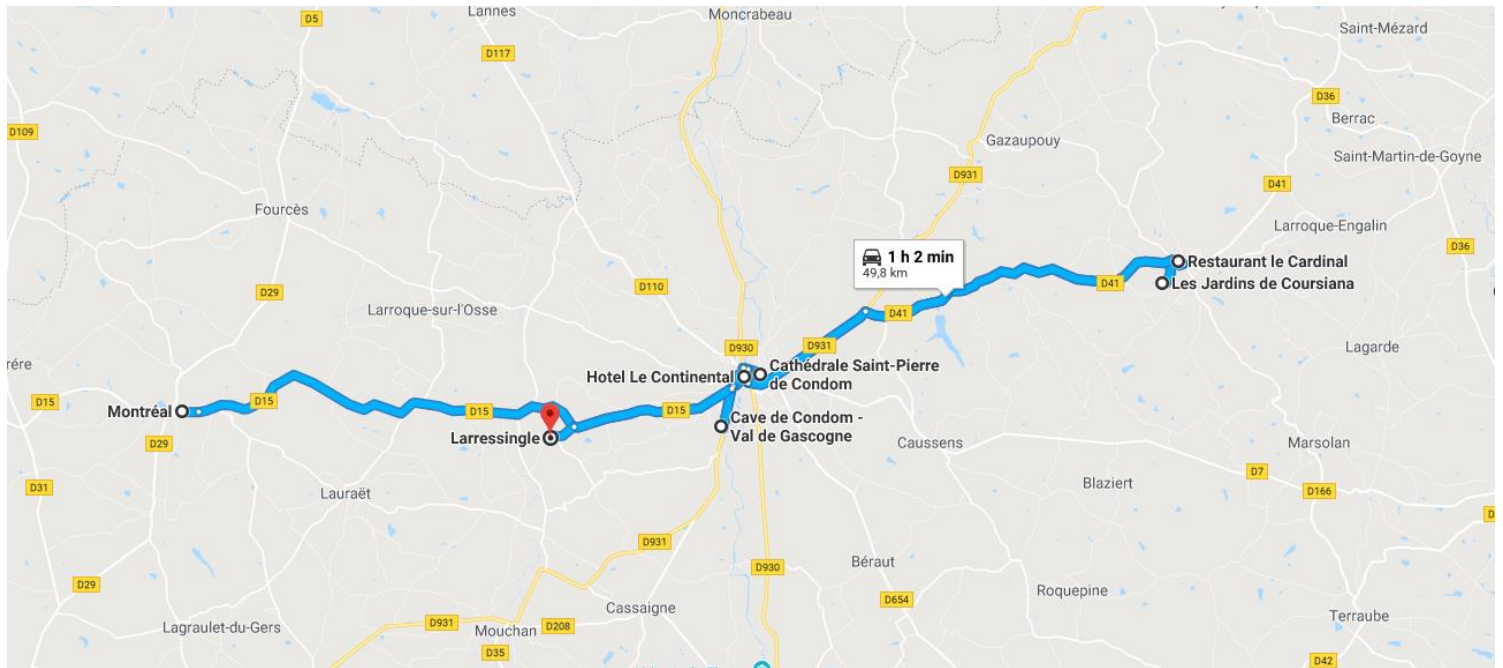 Lannes
Moncrabeau
D5
Saint-Mézard
D117
D36
D109
Berrac
Gazaupouy
Saint-Martin-de-Goyne
D931
D41
Fourcès
Larroque-Engalin
D36
1 h 2 min
49,8 km
Restaurant le Cardinal
Les Jardins de Coursiana
D41
D110
D29
Larroque-sur-l'Osse
D41
D931
D930
Lagarde
Cathédrale Saint-Pierre
de Condom
Hotel Le Continental
D15
D15
Montréal
D15
D15
Cave de Condom -
Val de Gascogne
Larressingle
D29
Caussens
Marsolan
D7
Blaziert
D31
Lauraët
D166
D931
Béraut
D930
D29
Roquepine
D654
Cassaigne
Terraube
D931
Mouchan
D208
Lagraulet-du-Gers
D35
D42